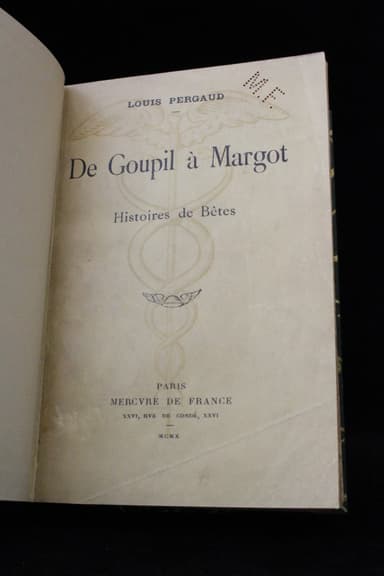 M.F.
LOUIS PERGAUD
De Goupil à Margot
Histoires de Bêtes
PARIS
MERCVRE DE FRANCE
XXVI, RVE DE CONDÉ, XXVI
MCMX